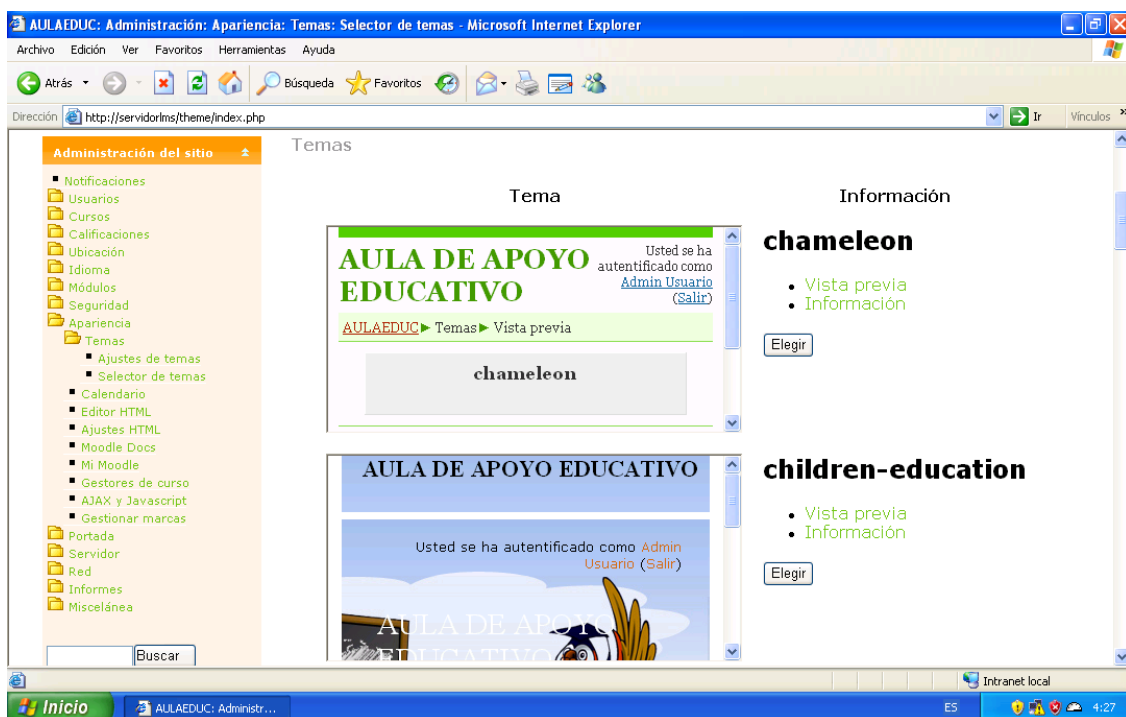 AULAEDUC: Administración: Apariencia: Temas: Selector de temas - Microsoft Internet Explorer
Archivo Edición Ver Favoritos Herramientas Ayuda
Atrás Búsqueda Favoritos
Dirección http://servidorlms/theme/index.php Ir Vínculos »
Administración del sitio
Notificaciones
Usuarios
Cursos
Calificaciones
Ubicación
Idioma
Módulos
Seguridad
Apariencia
Temas
Ajustes de temas
Selector de temas
Calendario
Editor HTML
Ajustes HTML
Moodle Docs
Mi Moodle
Gestores de curso
AJAX y Javascript
Gestionar marcas
Portada
Servidor
Red
Informes
Miscelánea
Buscar
Temas
Tema Información
AULA DE APOYO
EDUCATIVO
Usted se ha
autentificado como
Admin Usuario
(Salir)
AULAEDUC► Temas► Vista previa
chameleon
chameleon
Vista previa
Información
Elegir
AULA DE APOYO EDUCATIVO
Usted se ha autentificado como Admin
Usuario (Salir)
AULA DE APOYO
EDUCATIVO
children-education
Vista previa
Información
Elegir
Intranet local
Inicio AULAEDUC: Administr... ES 4:27